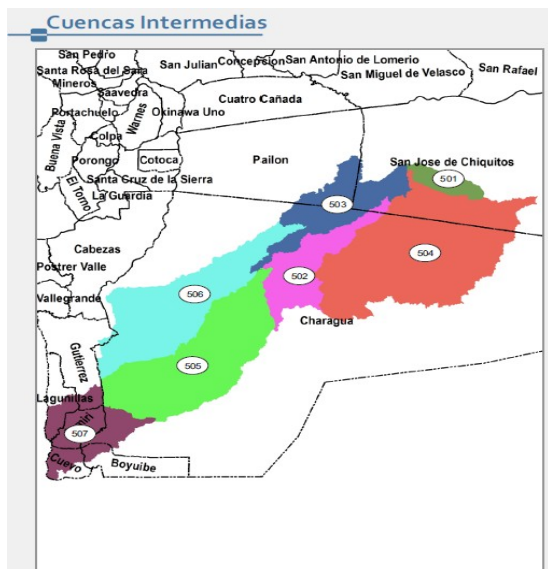 Cuencas Intermedias
San Pedro
San Julian
Concepcion
San Antonio de Lomerio
Santa Rosa del Sara
San Miguel de Velasco
San Rafael
Mineros
Saavedra
Cuatro Cañada
Portachuelo
Warnes
Okinawa Uno
Buena Vista
Colpa
Porongo
Cotoca
Pailon
San Jose de Chiquitos
El Torno
Santa Cruz de la Sierra
501
La Guardia
503
Cabezas
504
Postrer Valle
502
506
Vallegrande
Charagua
Gutierrez
505
Lagunillas
507
Cuevo
Boyuibe